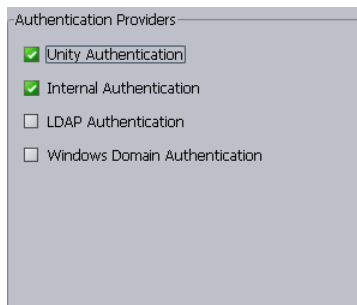 Authentication Providers
Unity Authentication
Internal Authentication
LDAP Authentication
Windows Domain Authentication